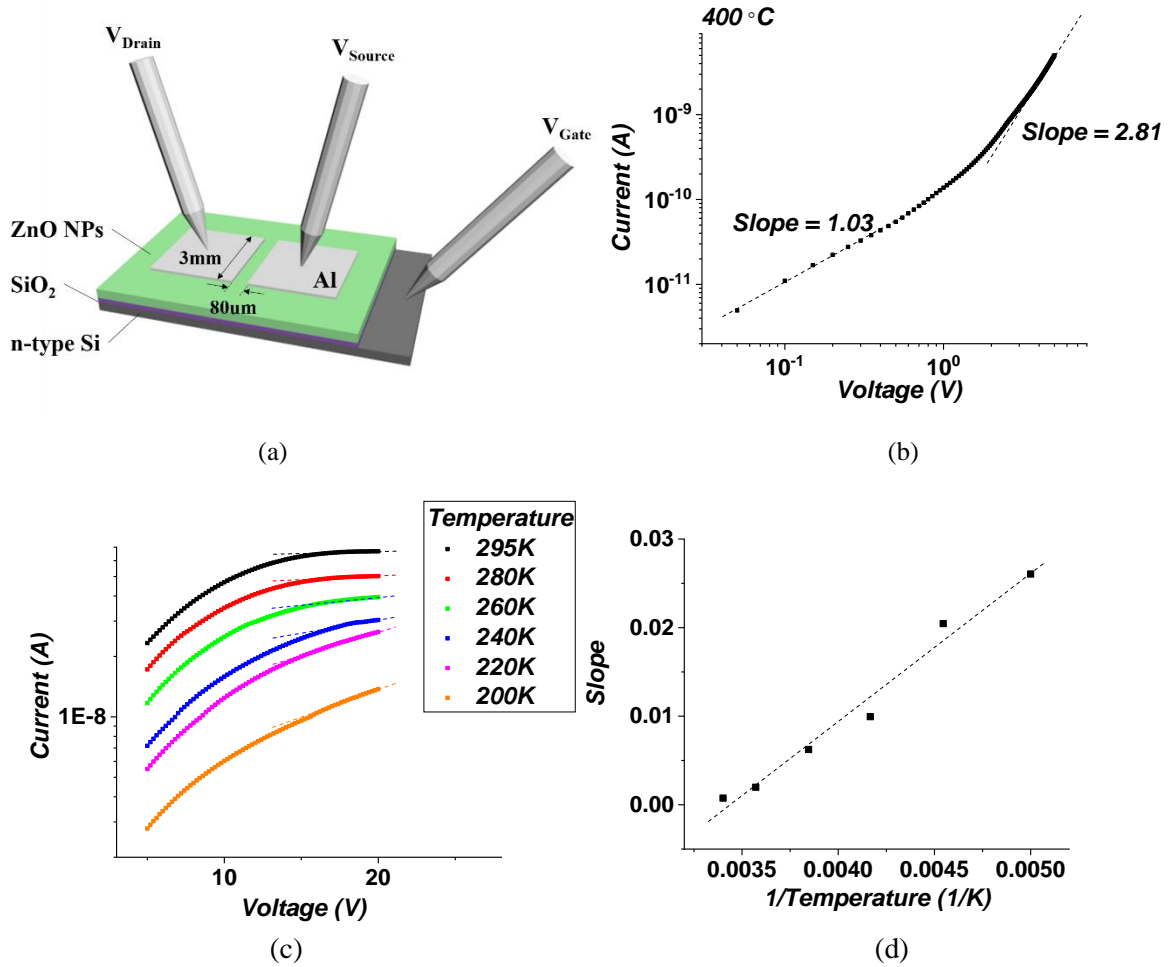 V_Drain
V_Source
V_Gate
ZnO NPs
SiO₂
n-type Si
3mm
80um
Al
(a)
400 °C
Current (A)
10⁻⁹
10⁻¹⁰
10⁻¹¹
Slope = 2.81
Slope = 1.03
10⁻¹
10⁰
Voltage (V)
(b)
Temperature
295K
280K
260K
240K
220K
200K
Current (A)
1E-8
10
20
Voltage (V)
(c)
Slope
0.03
0.02
0.01
0.00
0.0035
0.0040
0.0045
0.0050
1/Temperature (1/K)
(d)